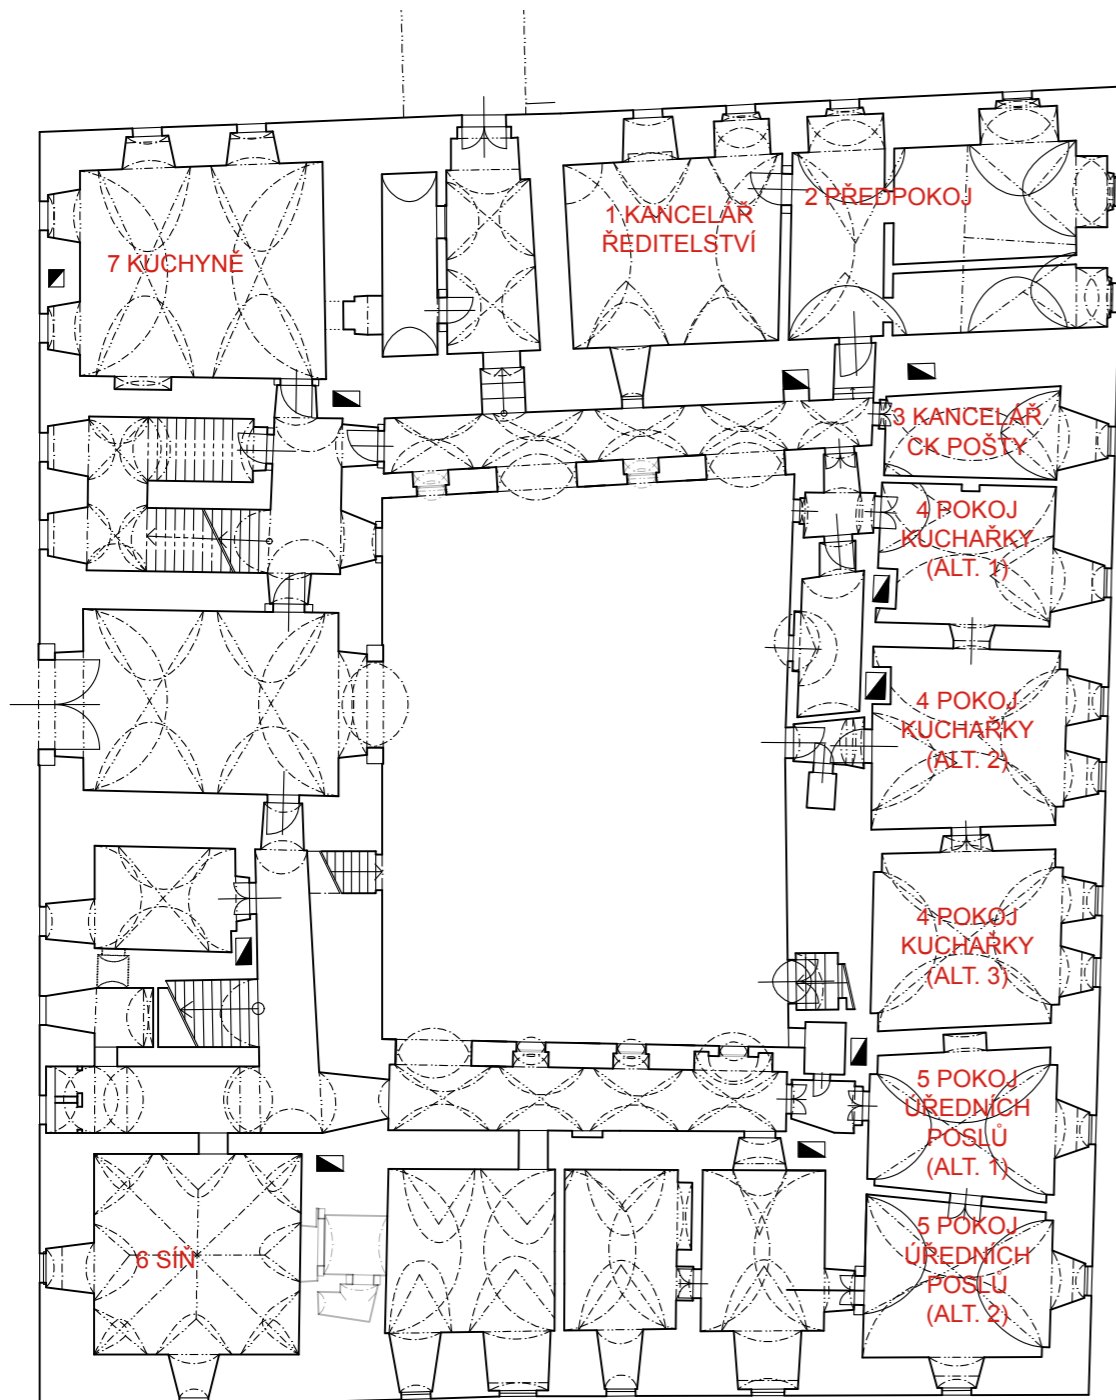 1 KANCELÁŘ
ŘEDITELSTVÍ
2 PŘEDPOKOJ
7 KUCHYNĚ
3 KANCELÁŘ
CK POŠTY
4 POKOJ
KUCHAŘKY
(ALT. 1)
4 POKOJ
KUCHAŘKY
(ALT. 2)
4 POKOJ
KUCHAŘKY
(ALT. 3)
5 POKOJ
ÚŘEDNÍCH
POSLŮ
(ALT. 1)
5 POKOJ
ÚŘEDNÍCH
POSLŮ
(ALT. 2)
6 SÍŇ